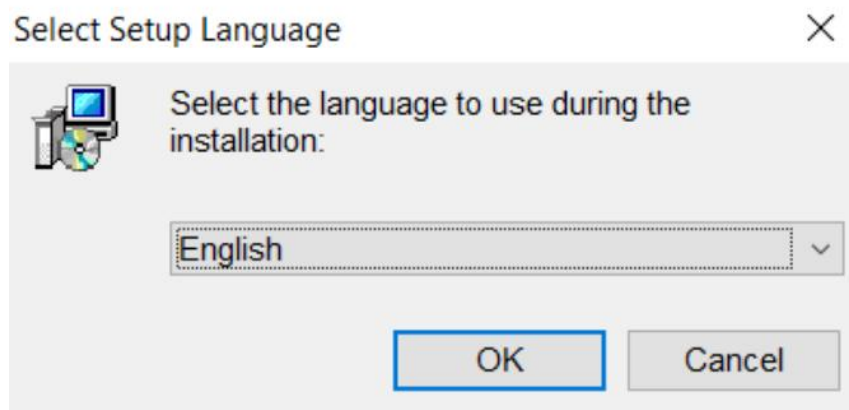 Select Setup Language
Select the language to use during the
installation:
English
OK
Cancel